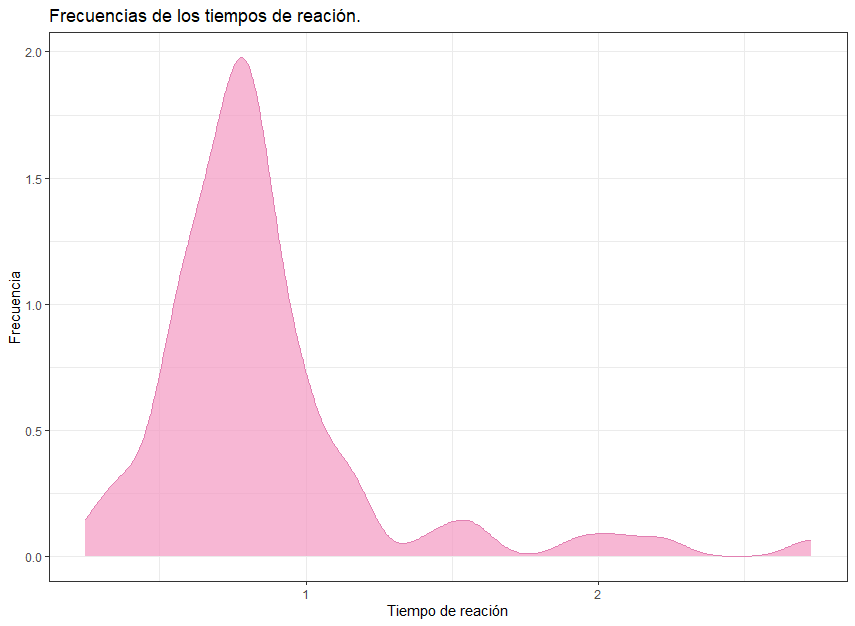 Frecuencias de los tiempos de reación.
2.0
1.5
1.0
0.5
0.0
Frecuencia
1
2
Tiempo de reación